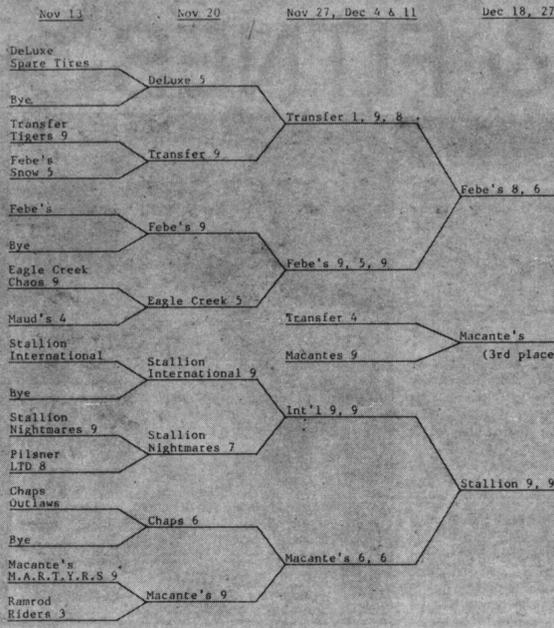 Nov 13
Nov 20
Nov 27, Dec 4 & 11
Dec 18, 27
DeLuxe
Spare Tires
Bye
Transfer
Tigers 9
Febe's
Snow 5
Febe's
Bye
Eagle Creek
Chaos 9
Maud's 4
Stallion
International
Bye
Stallion
Nightmares 9
Pilsner
LTD 8
Chaps
Outlaws
Bye
Macante's
M.A.R.T.Y.R.S 9
Ramrod
Riders 3
DeLuxe 5
Transfer 9
Febe's 9
Eagle Creek 5
Stallion
International 9
Stallion
Nightmares 7
Chaps 6
Macante's 9
Transfer 1, 9, 8
Febe's 9, 5, 9
Transfer 4
Macantes 9
Int'l 9, 9
Macante's 6, 6
Febe's 8, 6
Macante's
(3rd place
Stallion 9, 9